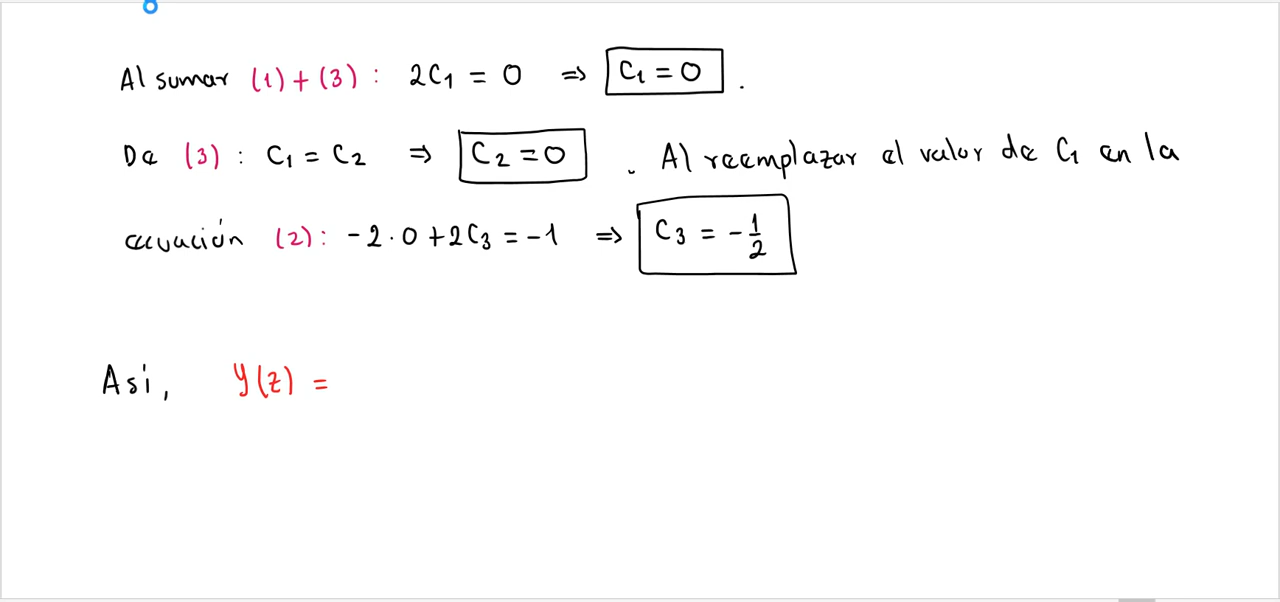 Al sumar (1)+(3): 2C₁ = 0 ⇒ C₁ = 0 .
De (3): C₁ = C₂ ⇒ C₂ = 0 . Al reemplazar el valor de C₁ en la
ecuación (2): -2·0 + 2C₃ = -1 ⇒ C₃ = -1/2
Así, y(z) =